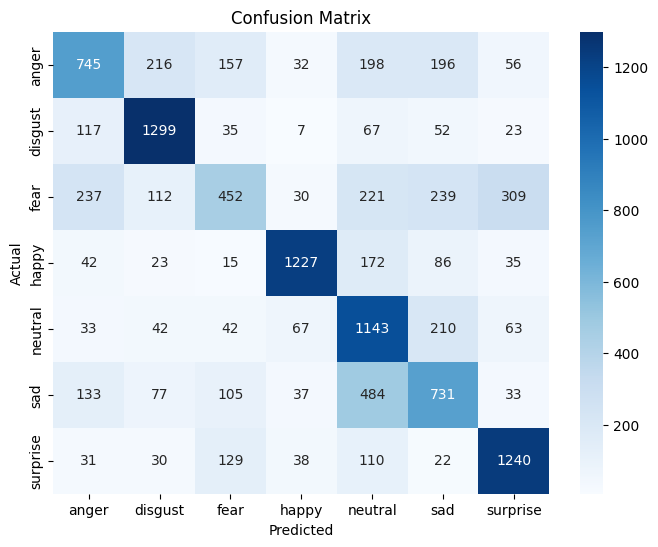 Confusion Matrix
Actual
anger 745 216 157 32 198 196 56
disgust 117 1299 35 7 67 52 23
fear 237 112 452 30 221 239 309
happy 42 23 15 1227 172 86 35
neutral 33 42 42 67 1143 210 63
sad 133 77 105 37 484 731 33
surprise 31 30 129 38 110 22 1240
anger disgust fear happy neutral sad surprise
Predicted
1200
1000
800
600
400
200